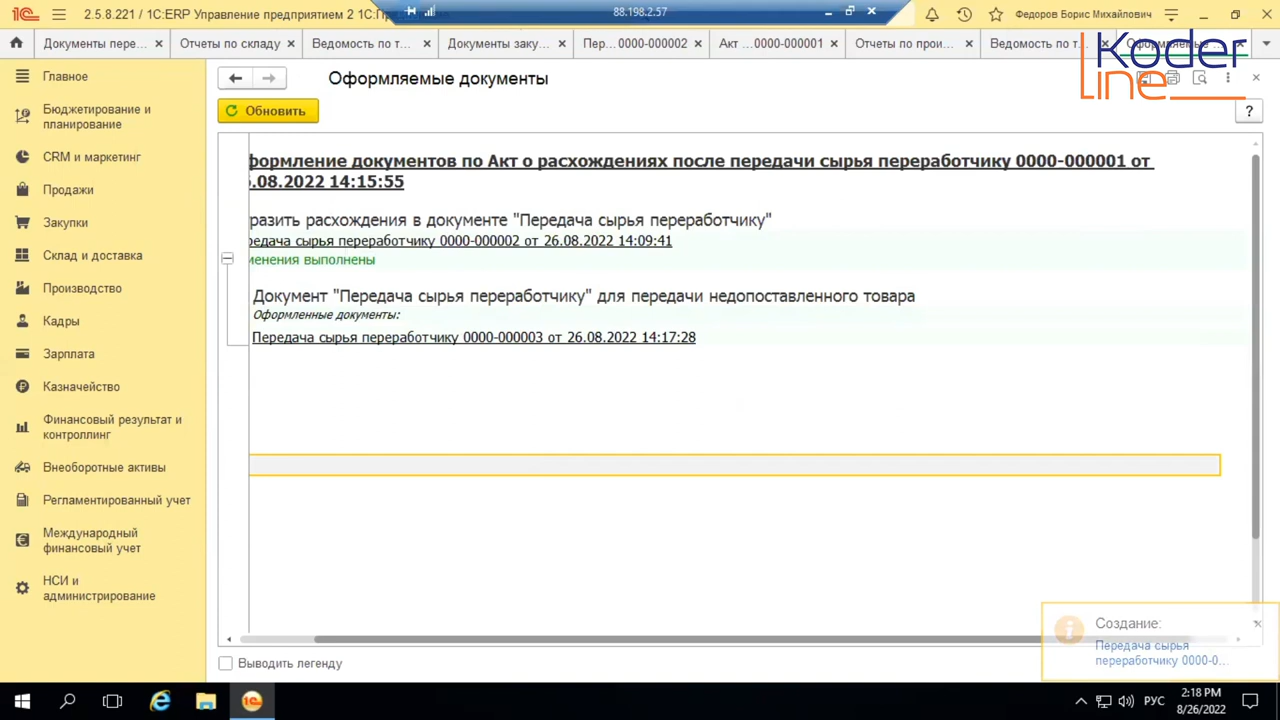 2.5.8.221 / 1С:ERP Управление предприятием 2 1С:Пр
88.198.2.57
Федоров Борис Михайлович
Документы пере...
Отчеты по складу
Ведомость по т...
Документы заку...
Пер...0000-000002
Акт ...0000-000001
Отчеты по прои...
Ведомость по т...
Оформляемые
Koder
line
Главное
Бюджетирование и
планирование
CRM и маркетинг
Продажи
Закупки
Склад и доставка
Производство
Кадры
Зарплата
Казначейство
Финансовый результат и
контроллинг
Внеоборотные активы
Регламентированный учет
Международный
финансовый учет
НСИ и
администрирование
Оформляемые документы
Обновить
?
формление документов по Акт о расхождениях после передачи сырья переработчику 0000-000001 от
.08.2022 14:15:55
разить расхождения в документе "Передача сырья переработчику"
редача сырья переработчику 0000-000002 от 26.08.2022 14:09:41
менения выполнены
Документ "Передача сырья переработчику" для передачи недопоставленного товара
Оформленные документы:
Передача сырья переработчику 0000-000003 от 26.08.2022 14:17:28
Выводить легенду
Создание:
Передача сырья
переработчику 0000-0...
РУС
2:18 PM
8/26/2022